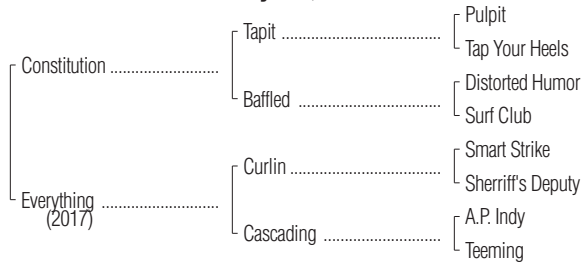 Pulpit
Tapit
Tap Your Heels
Constitution
Distorted Humor
Baffled
Surf Club
Smart Strike
Curlin
Sherriff's Deputy
Everything
(2017)
A.P. Indy
Cascading
Teeming